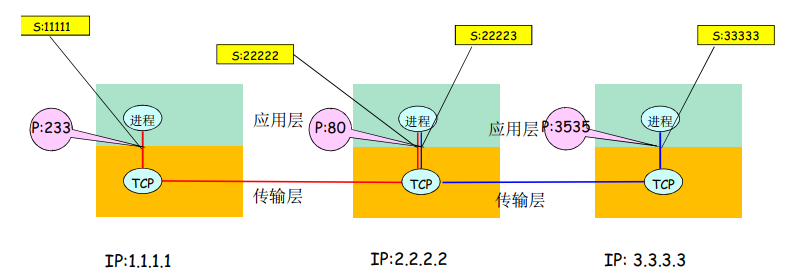 S:11111
S:22222
S:22223
S:33333
P:233
进程
应用层
P:80
进程
应用层
P:3535
进程
TCP
传输层
TCP
传输层
TCP
IP:1.1.1.1
IP:2.2.2.2
IP: 3.3.3.3